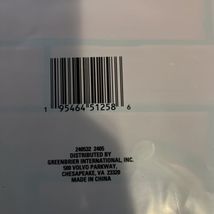 1 95464 51258 6
240532 2405
DISTRIBUTED BY
GREENBRIER INTERNATIONAL, INC.
500 VOLVO PARKWAY,
CHESAPEAKE, VA 23320
MADE IN CHINA